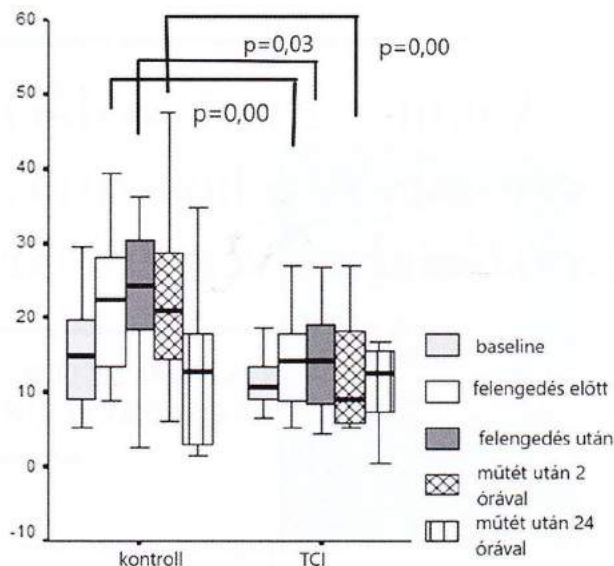 60
50
40
30
20
10
0
-10
p=0,03
p=0,00
p=0,00
kontroll
TCI
baseline
felengedés előtt
felengedés után
műtét után 2
órával
műtét után 24
órával